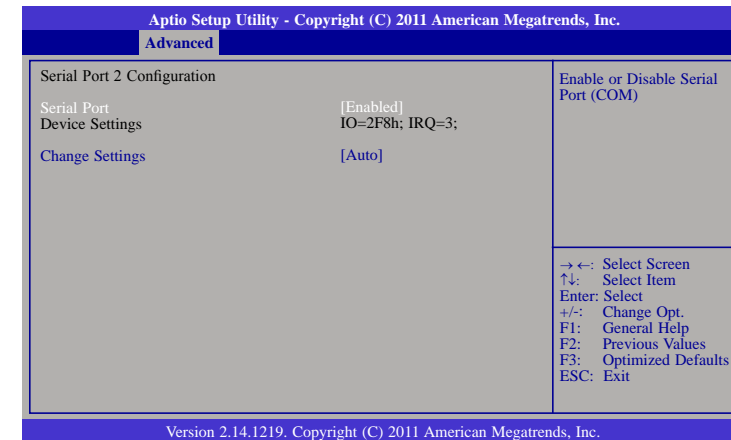 Aptio Setup Utility - Copyright (C) 2011 American Megatrends, Inc.
Advanced
Serial Port 2 Configuration
Serial Port [Enabled]
Device Settings IO=2F8h; IRQ=3;
Change Settings [Auto]
Enable or Disable Serial
Port (COM)
→←: Select Screen
↑↓: Select Item
Enter: Select
+/-: Change Opt.
F1: General Help
F2: Previous Values
F3: Optimized Defaults
ESC: Exit
Version 2.14.1219. Copyright (C) 2011 American Megatrends, Inc.